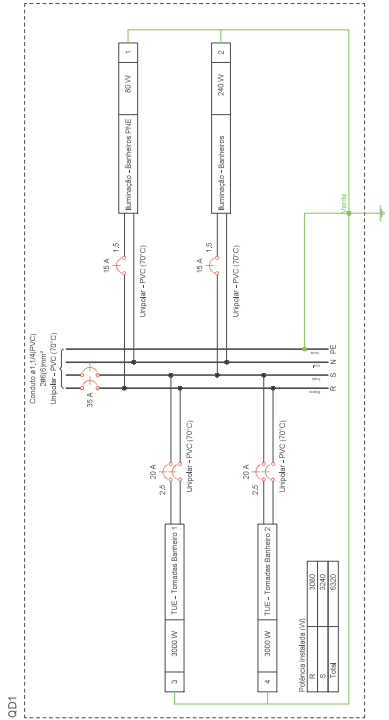 QD1
Conduto ø1.1/4(PVC)
2#6(6)mm²
Unipolar - PVC (70°C)
35 A
1
80 W
Iluminação - Banheiros PNE
1,5
15 A
Unipolar - PVC (70°C)
2
240 W
Iluminação - Banheiros
1,5
15 A
Unipolar - PVC (70°C)
Verde
R
S
N
PE
20 A
2,5
Unipolar - PVC (70°C)
TUE - Tomadas Banheiro 1
3000 W
3
20 A
2,5
Unipolar - PVC (70°C)
TUE - Tomadas Banheiro 2
3000 W
4
Potência instalada (W)
R 3080
S 3240
Total 6320